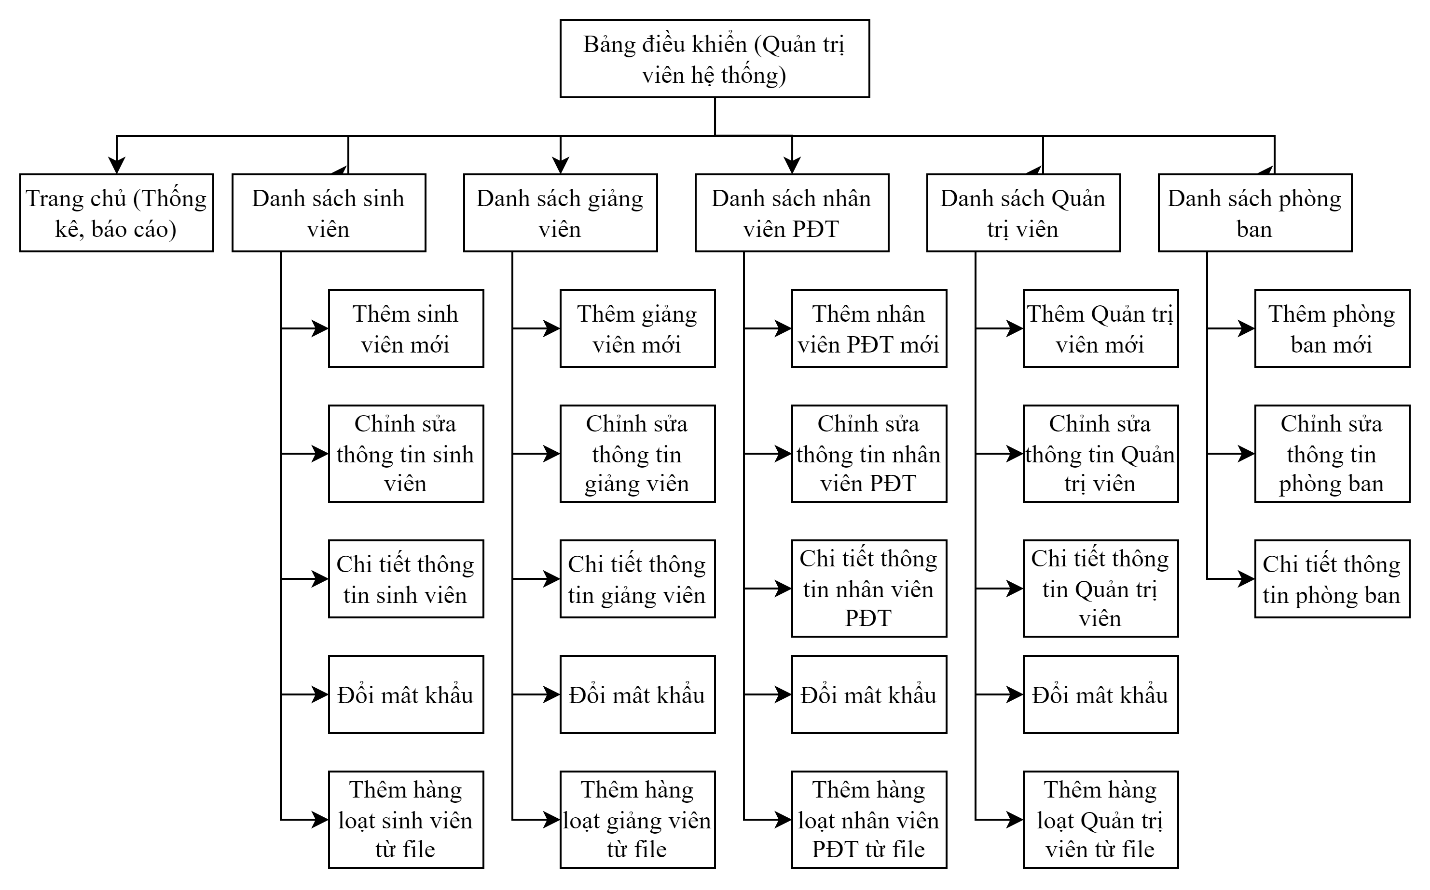 Bảng điều khiển (Quản trị
viên hệ thống)
Trang chủ (Thống
kê, báo cáo)
Danh sách sinh
viên
Danh sách giảng
viên
Danh sách nhân
viên PĐT
Danh sách Quản
trị viên
Danh sách phòng
ban
Thêm sinh
viên mới
Thêm giảng
viên mới
Thêm nhân
viên PĐT mới
Thêm Quản trị
viên mới
Thêm phòng
ban mới
Chỉnh sửa
thông tin sinh
viên
Chỉnh sửa
thông tin
giảng viên
Chỉnh sửa
thông tin nhân
viên PĐT
Chỉnh sửa
thông tin Quản
trị viên
Chỉnh sửa
thông tin
phòng ban
Chi tiết thông
tin sinh viên
Chi tiết thông
tin giảng viên
Chi tiết thông
tin nhân viên
PĐT
Chi tiết thông
tin Quản trị
viên
Chi tiết thông
tin phòng ban
Đổi mât khẩu
Đổi mât khẩu
Đổi mât khẩu
Đổi mât khẩu
Thêm hàng
loạt sinh viên
từ file
Thêm hàng
loạt giảng viên
từ file
Thêm hàng
loạt nhân viên
PĐT từ file
Thêm hàng
loạt Quản trị
viên từ file